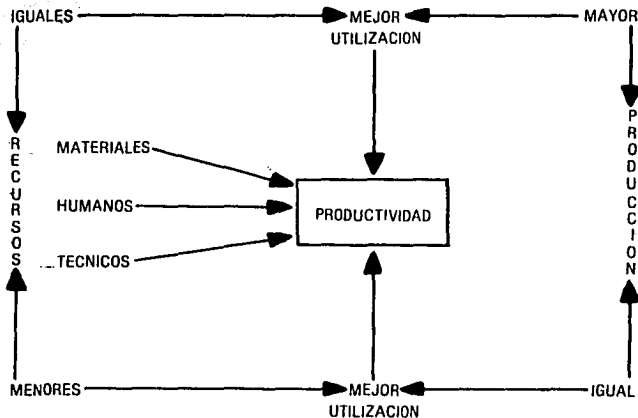 IGUALES MEJOR MAYOR
UTILIZACION
RECURSOS
MATERIALES
HUMANOS
TECNICOS
PRODUCTIVIDAD
PRODUCCION
MENORES MEJOR IGUAL
UTILIZACION